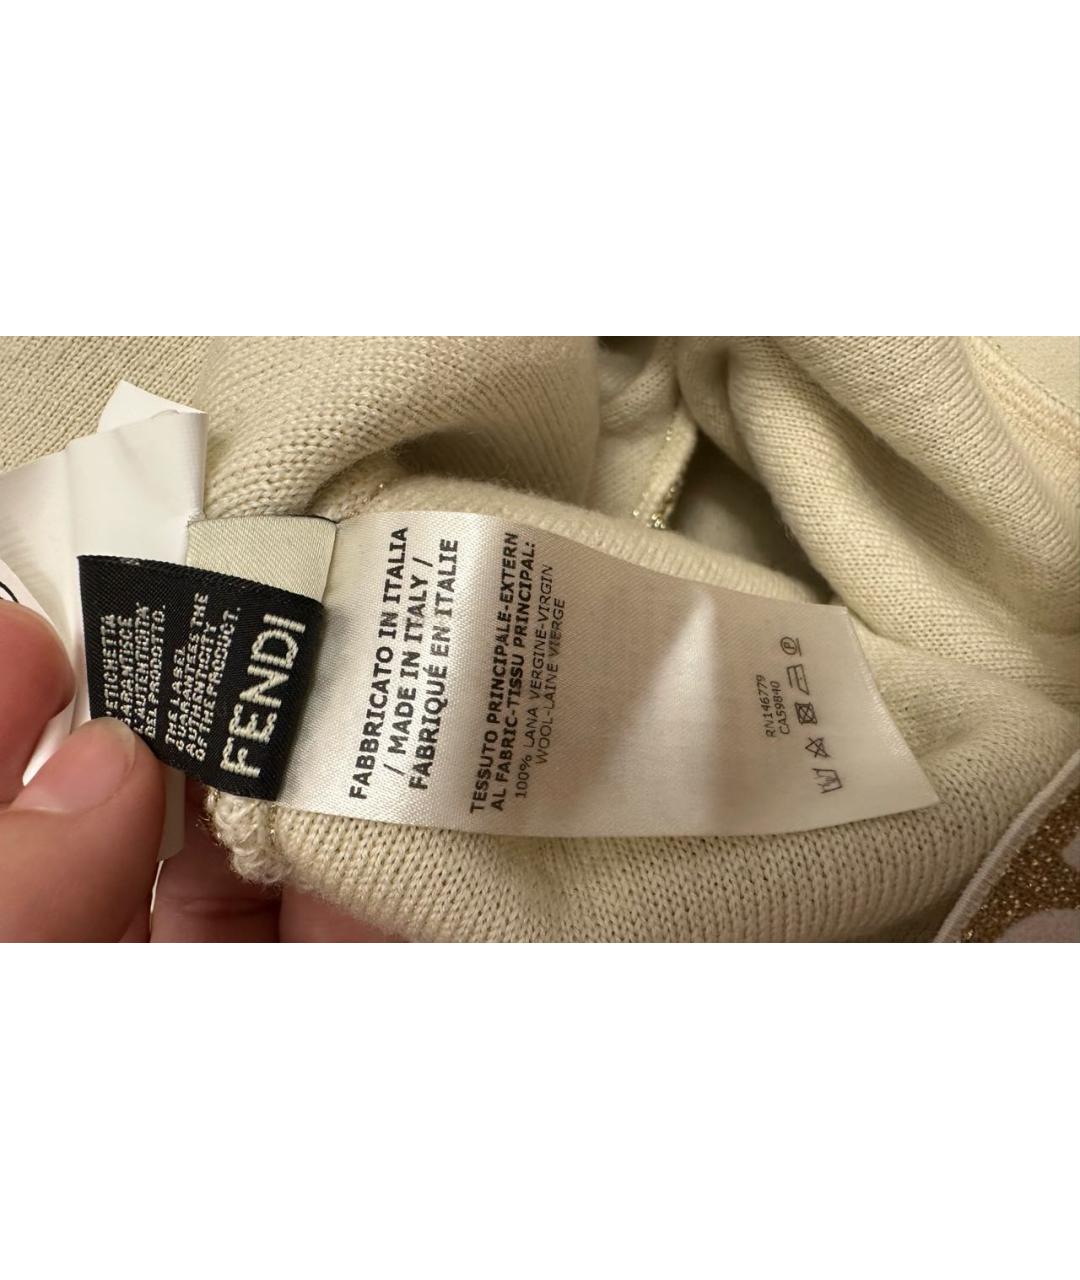 L'ETICHETTA
GARANTISCE
L'AUTENTICITÀ
DEL PRODOTTO.
THE LABEL
GUARANTEES THE
AUTHENTICITY
OF THE PRODUCT.
FENDI
FABBRICATO IN ITALIA
/ MADE IN ITALY /
FABRIQUÉ EN ITALIE
TESSUTO PRINCIPALE-EXTERN
AL FABRIC-TISSU PRINCIPAL:
100% LANA VERGINE-VIRGIN
WOOL-LAINE VIERGE
RN146779
CA59840